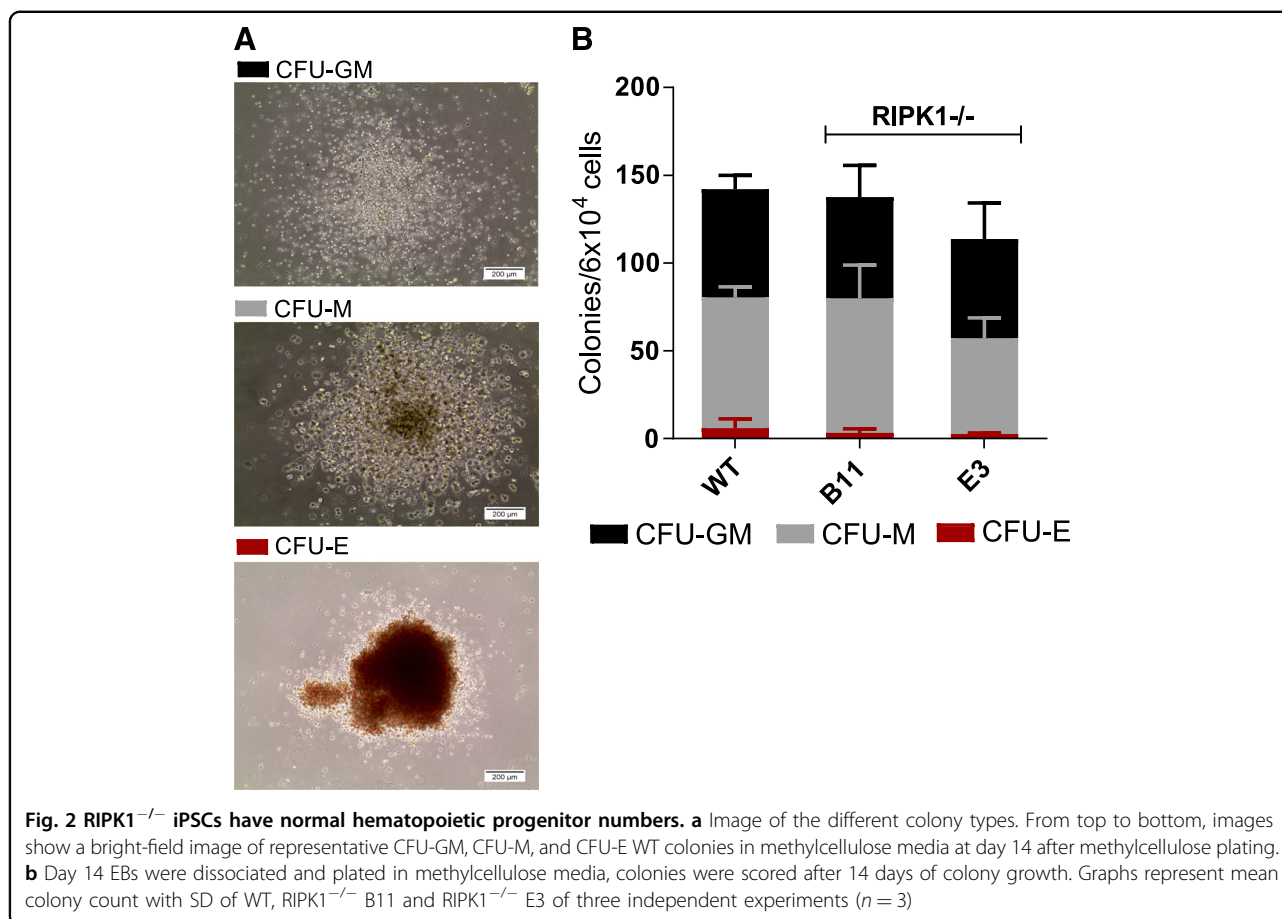 A
CFU-GM
200 µm
CFU-M
200 µm
CFU-E
200 µm
B
RIPK1-/-
Colonies/6x10⁴ cells
200
150
100
50
0
WT
B11
E3
CFU-GM CFU-M CFU-E
Fig. 2 RIPK1⁻/⁻ iPSCs have normal hematopoietic progenitor numbers. a Image of the different colony types. From top to bottom, images
show a bright-field image of representative CFU-GM, CFU-M, and CFU-E WT colonies in methylcellulose media at day 14 after methylcellulose plating.
b Day 14 EBs were dissociated and plated in methylcellulose media, colonies were scored after 14 days of colony growth. Graphs represent mean
colony count with SD of WT, RIPK1⁻/⁻ B11 and RIPK1⁻/⁻ E3 of three independent experiments (n = 3)